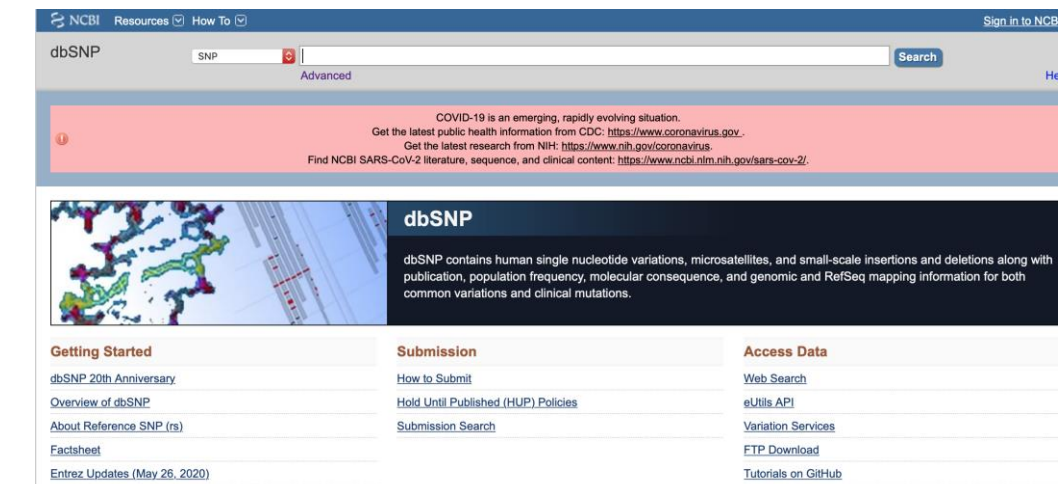 NCBI Resources How To Sign in to NCB
dbSNP SNP Search
Advanced He
COVID-19 is an emerging, rapidly evolving situation.
Get the latest public health information from CDC: https://www.coronavirus.gov .
Get the latest research from NIH: https://www.nih.gov/coronavirus.
Find NCBI SARS-CoV-2 literature, sequence, and clinical content: https://www.ncbi.nlm.nih.gov/sars-cov-2/.
dbSNP
dbSNP contains human single nucleotide variations, microsatellites, and small-scale insertions and deletions along with
publication, population frequency, molecular consequence, and genomic and RefSeq mapping information for both
common variations and clinical mutations.
Getting Started Submission Access Data
dbSNP 20th Anniversary How to Submit Web Search
Overview of dbSNP Hold Until Published (HUP) Policies eUtils API
About Reference SNP (rs) Submission Search Variation Services
Factsheet FTP Download
Entrez Updates (May 26, 2020) Tutorials on GitHub